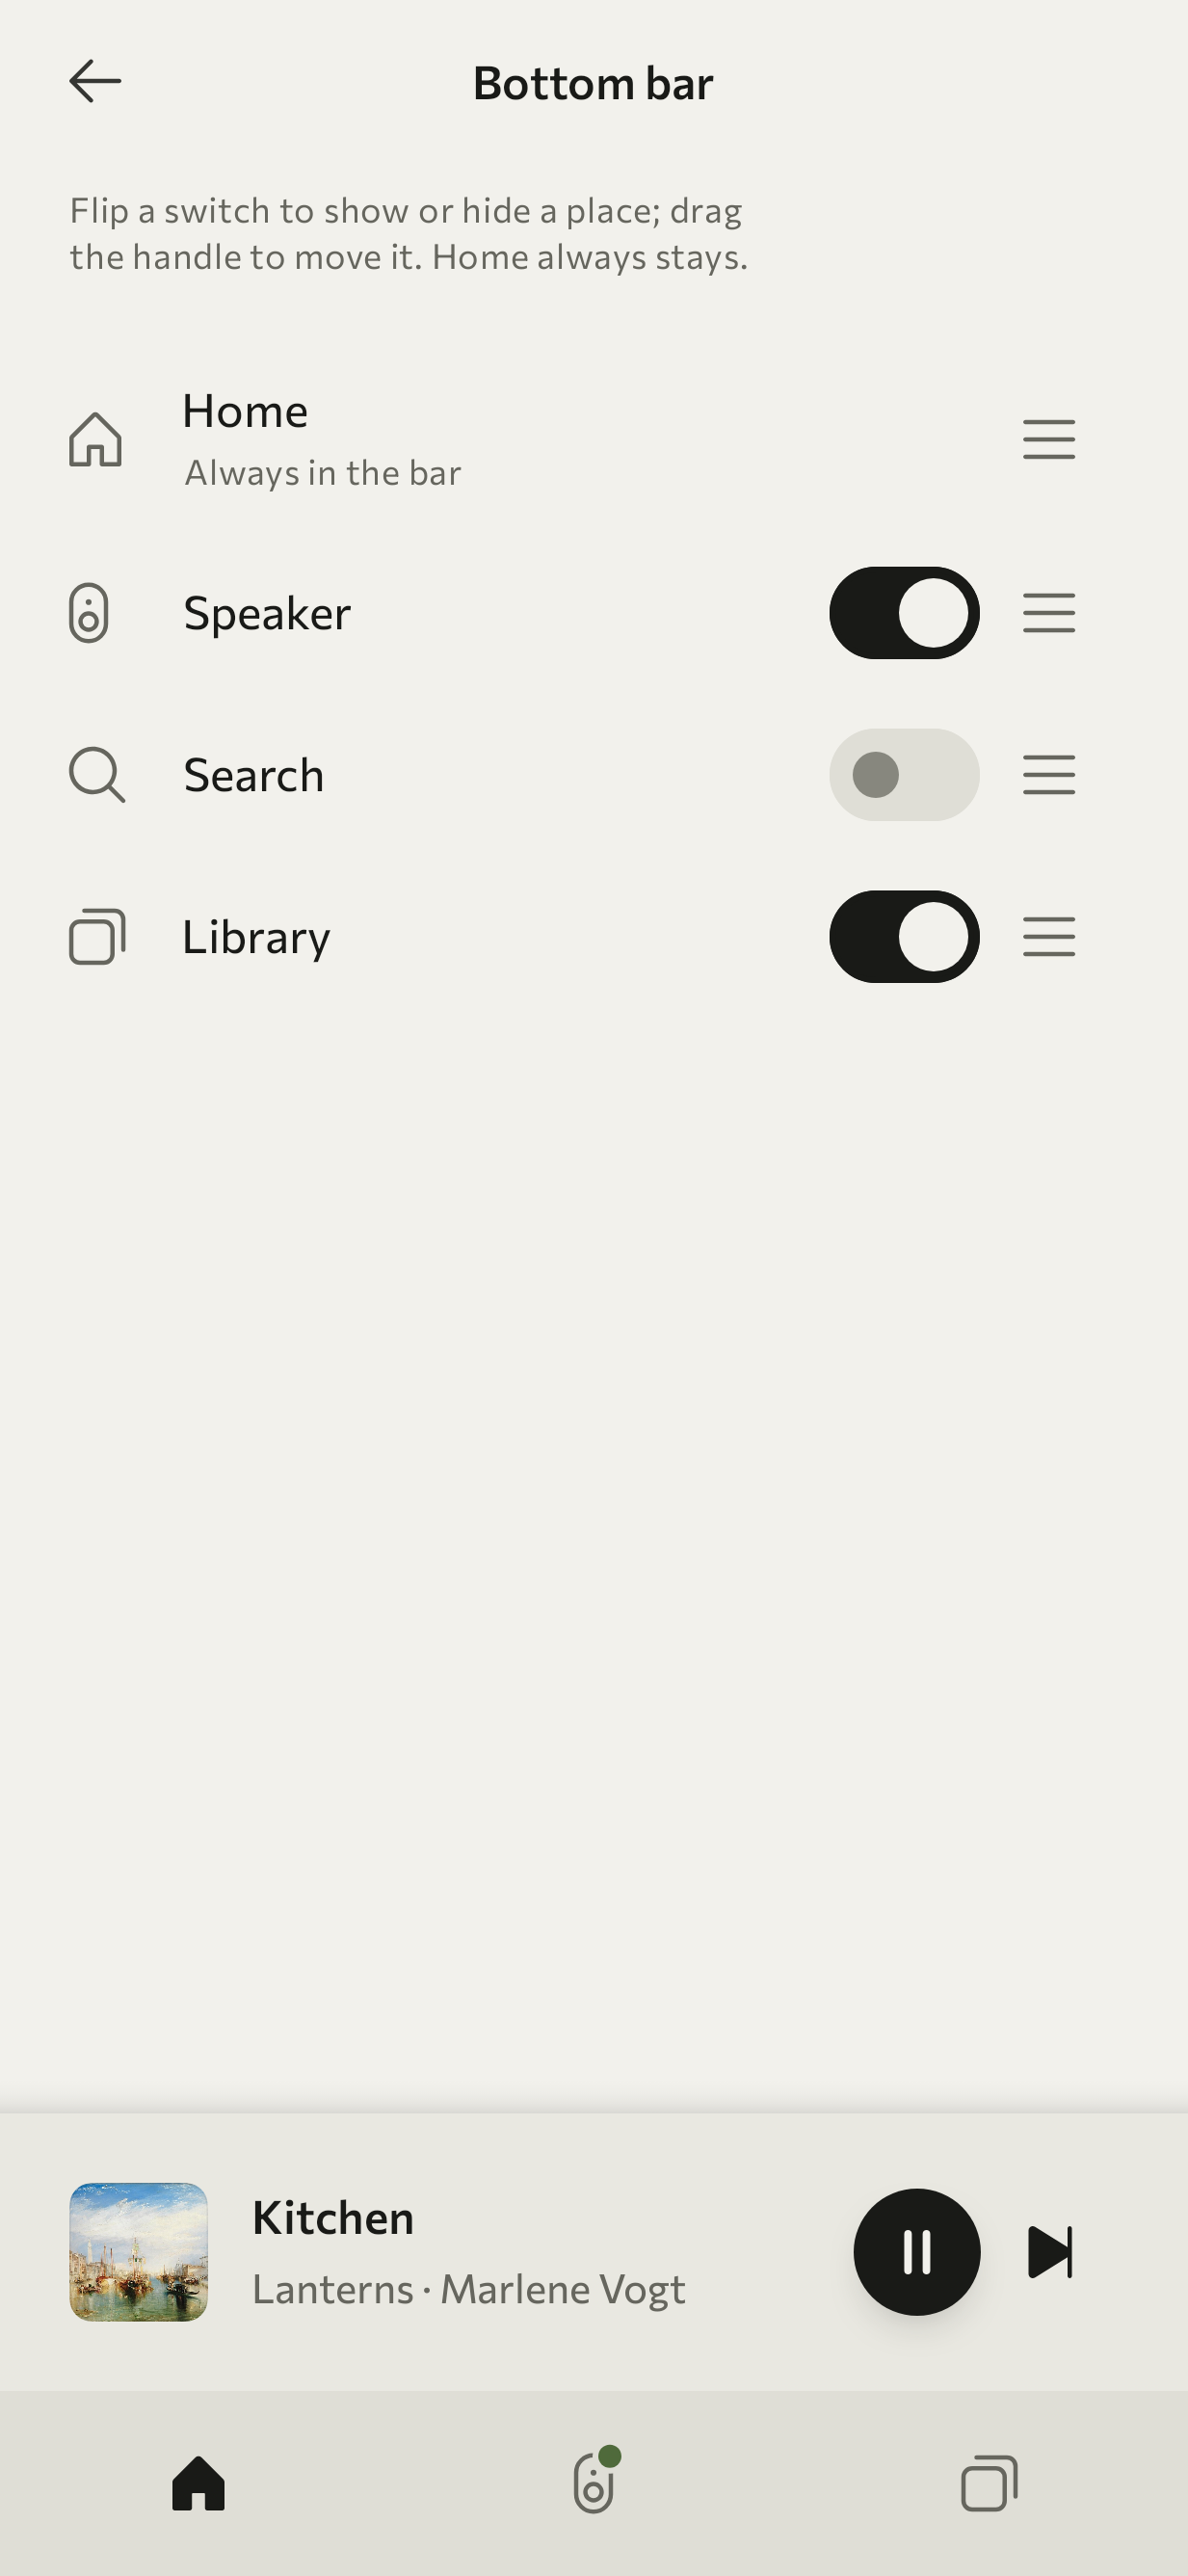 Bottom bar
Flip a switch to show or hide a place; drag
the handle to move it. Home always stays.
Home
Always in the bar
Speaker
Search
Library
Kitchen
Lanterns · Marlene Vogt